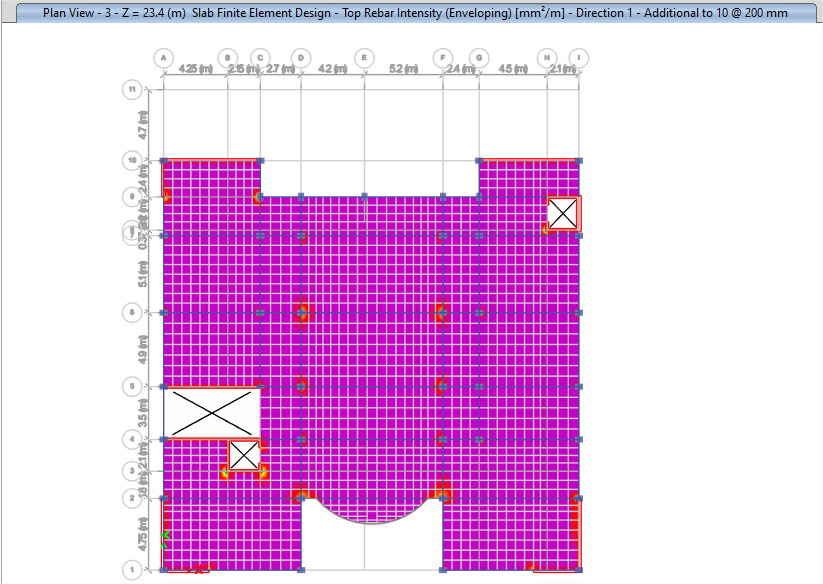 Plan View - 3 - Z = 23.4 (m) Slab Finite Element Design - Top Rebar Intensity (Enveloping) [mm²/m] - Direction 1 - Additional to 10 @ 200 mm
A B C D E F G H I
4.25 (m) 2.15 (m) 2.7 (m) 4.2 (m) 5.2 (m) 2.4 (m) 4.5 (m) 2.1 (m)
11
4.7 (m)
10
2.4 (m)
9
7
5.1 (m)
6
4.9 (m)
5
3.5 (m)
4
2.1 (m)
3
2
4.75 (m)
1